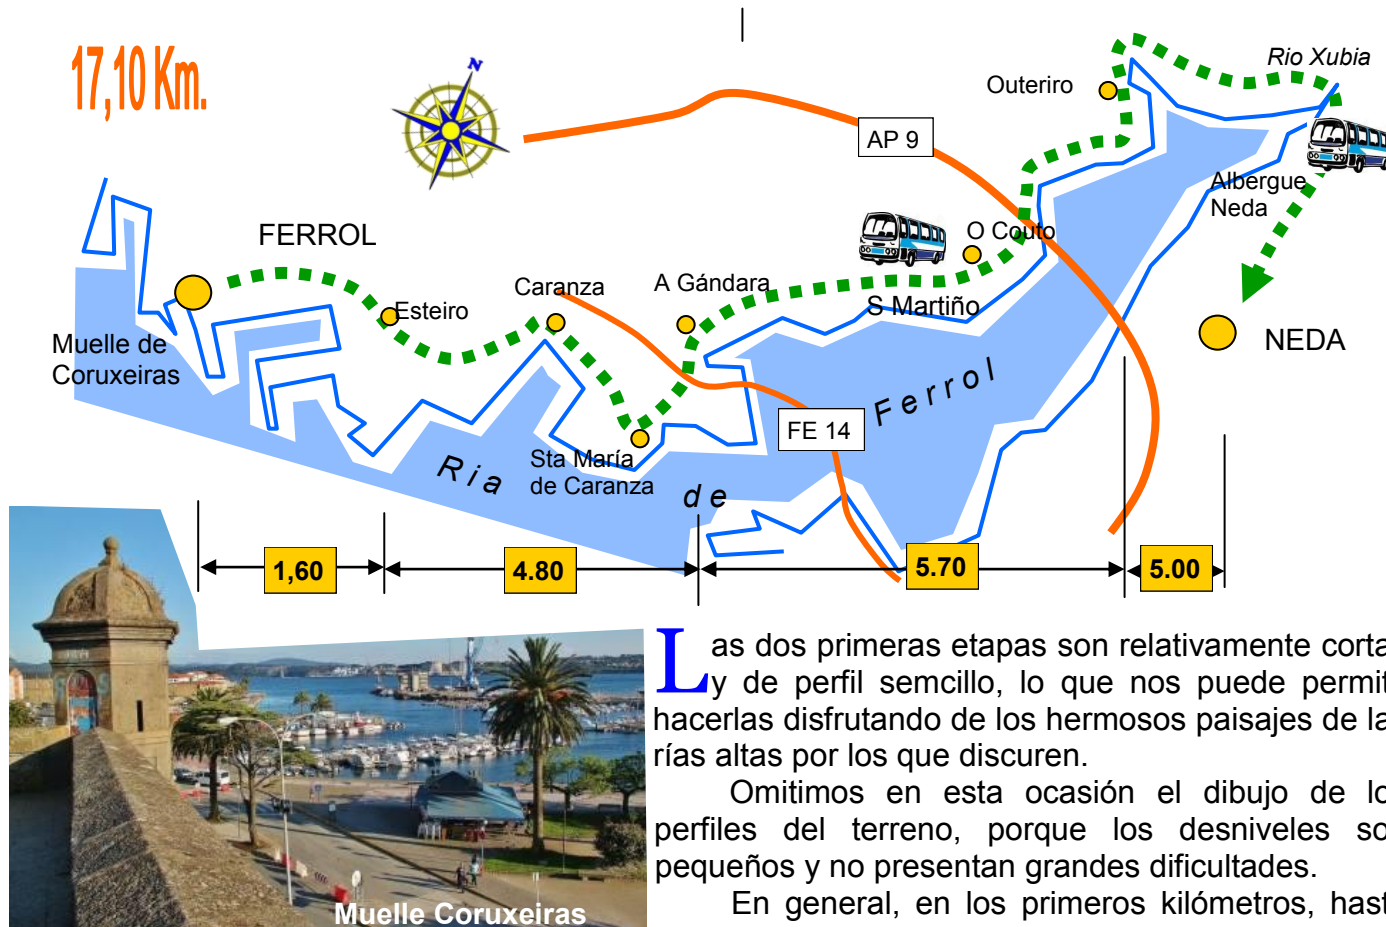 17,10 Km.
N
Rio Xubia
Outeriro
AP 9
Albergue
Neda
FERROL
O Couto
Caranza
A Gándara
Esteiro
S Martiño
Muelle de
Coruxeiras
NEDA
Ferrol
FE 14
Sta María
de Caranza
Ria
de
1,60
4.80
5.70
5.00
Las dos primeras etapas son relativamente corta
y de perfil semcillo, lo que nos puede permit
hacerlas disfrutando de los hermosos paisajes de la
rías altas por los que discuren.
Omitimos en esta ocasión el dibujo de lo
perfiles del terreno, porque los desniveles so
pequeños y no presentan grandes dificultades.
En general, en los primeros kilómetros, hast
Muelle Coruxeiras